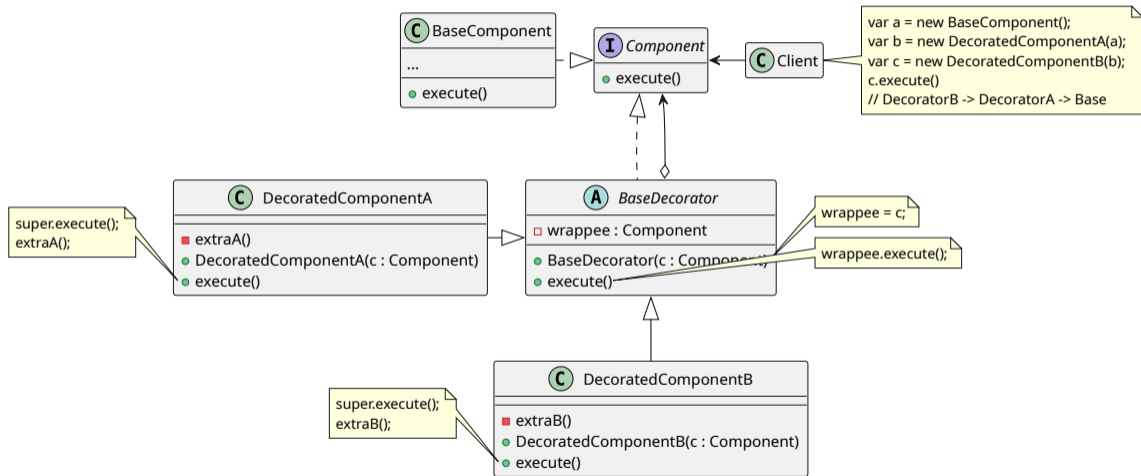 C BaseComponent
...
execute()
I Component
execute()
C Client
var a = new BaseComponent();
var b = new DecoratedComponentA(a);
var c = new DecoratedComponentB(b);
c.execute()
// DecoratorB -> DecoratorA -> Base
super.execute();
extraA();
C DecoratedComponentA
extraA()
DecoratedComponentA(c : Component)
execute()
A BaseDecorator
wrappee : Component
BaseDecorator(c : Component)
execute()
wrappee = c;
wrappee.execute();
super.execute();
extraB();
C DecoratedComponentB
extraB()
DecoratedComponentB(c : Component)
execute()